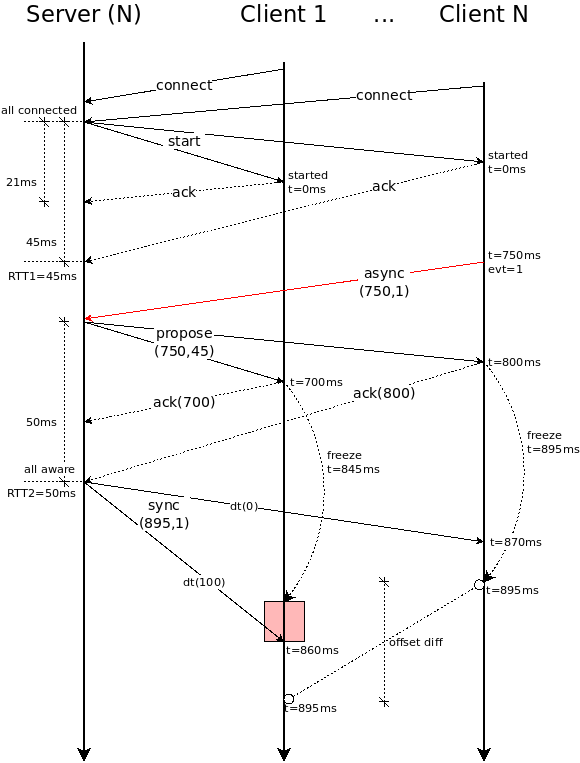 Server (N)
Client 1
...
Client N
connect
connect
all connected
start
started
t=0ms
started
t=0ms
21ms
ack
ack
45ms
RTT1=45ms
t=750ms
evt=1
async
(750,1)
propose
(750,45)
t=800ms
t=700ms
ack(700)
ack(800)
50ms
freeze
t=845ms
freeze
t=895ms
all aware
RTT2=50ms
sync
(895,1)
dt(0)
t=870ms
dt(100)
t=895ms
offset diff
t=860ms
t=895ms